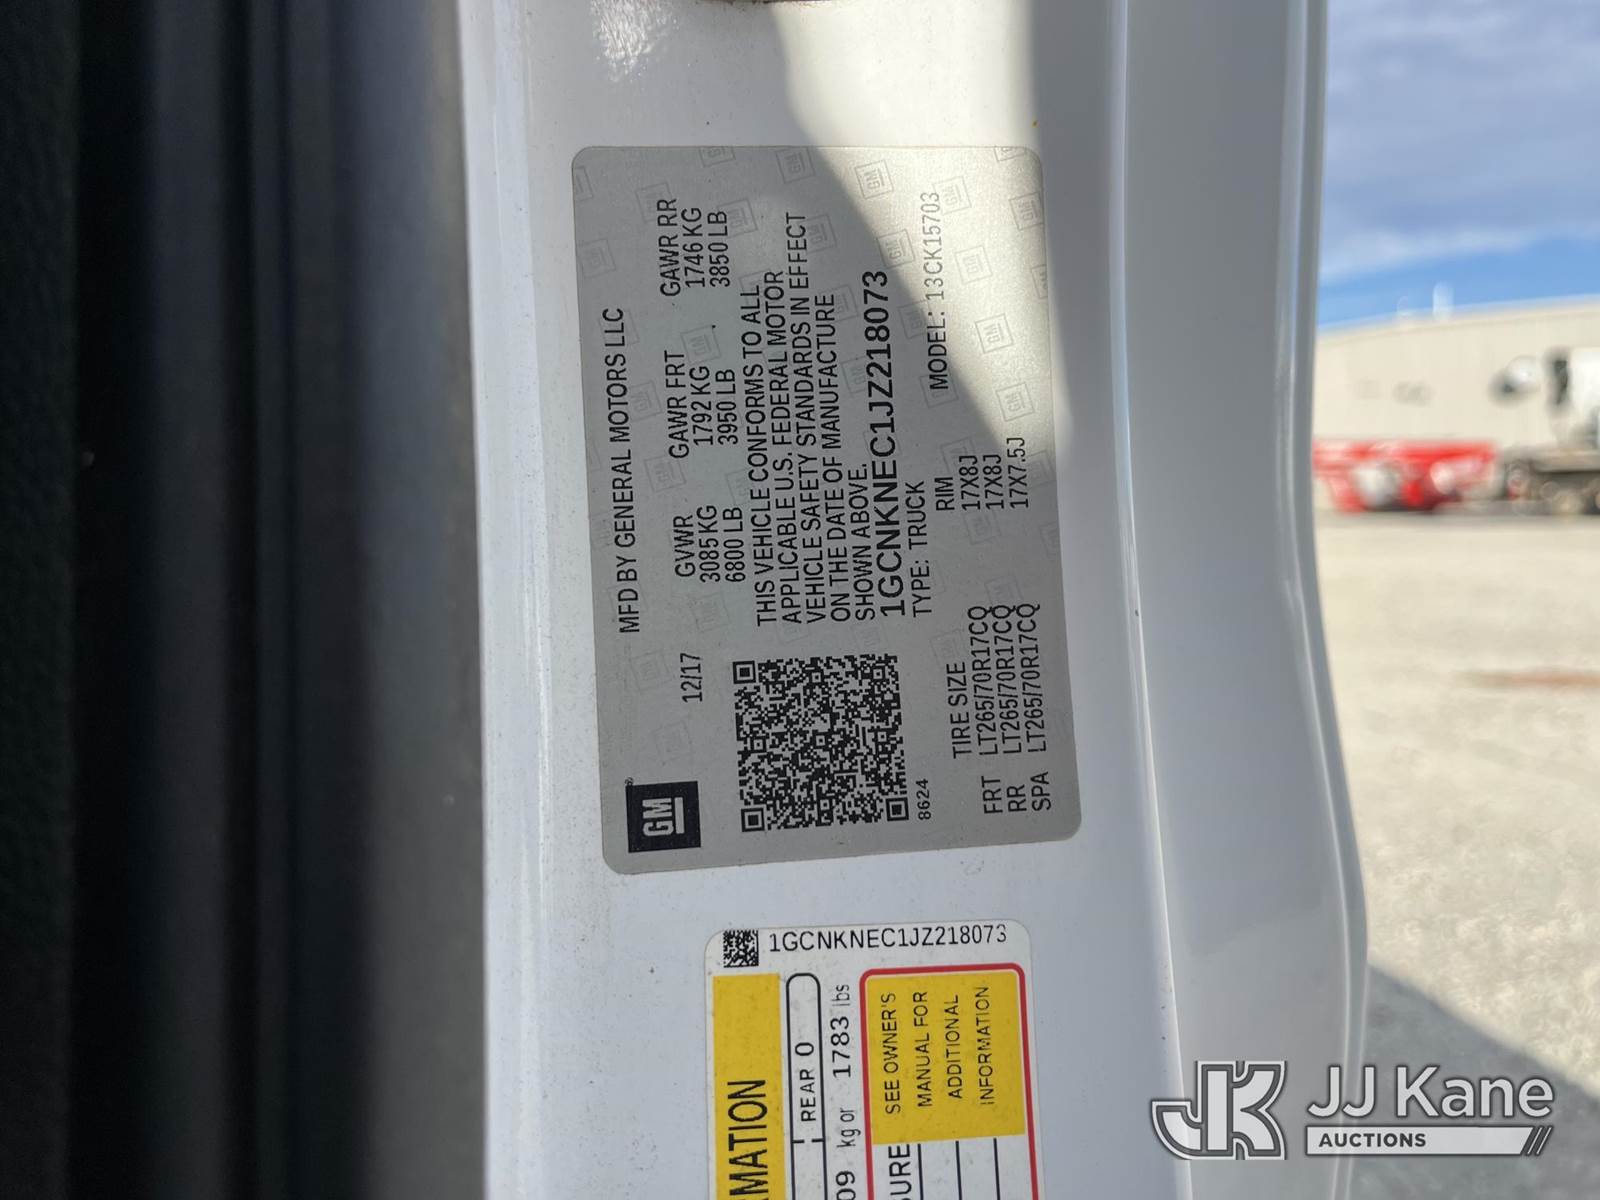 MFD BY GENERAL MOTORS LLC
12/17
GVWR GAWR FRT GAWR RR
3085 KG 1792 KG 1746 KG
6800 LB 3950 LB 3850 LB
THIS VEHICLE CONFORMS TO ALL
APPLICABLE U.S. FEDERAL MOTOR
VEHICLE SAFETY STANDARDS IN EFFECT
ON THE DATE OF MANUFACTURE
SHOWN ABOVE.
1GCNKNEC1JZ218073
TYPE: TRUCK MODEL: 13CK15703
GM
8624
TIRE SIZE RIM
FRT LT265/70R17CQ 17X8J
RR LT265/70R17CQ 17X8J
SPA LT265/70R17CQ 17X7.5J
1GCNKNEC1JZ218073
MATION
REAR 0
09 kg or 1783 lbs
URE
SEE OWNER'S
MANUAL FOR
ADDITIONAL
INFORMATION
JK
JJ Kane
AUCTIONS